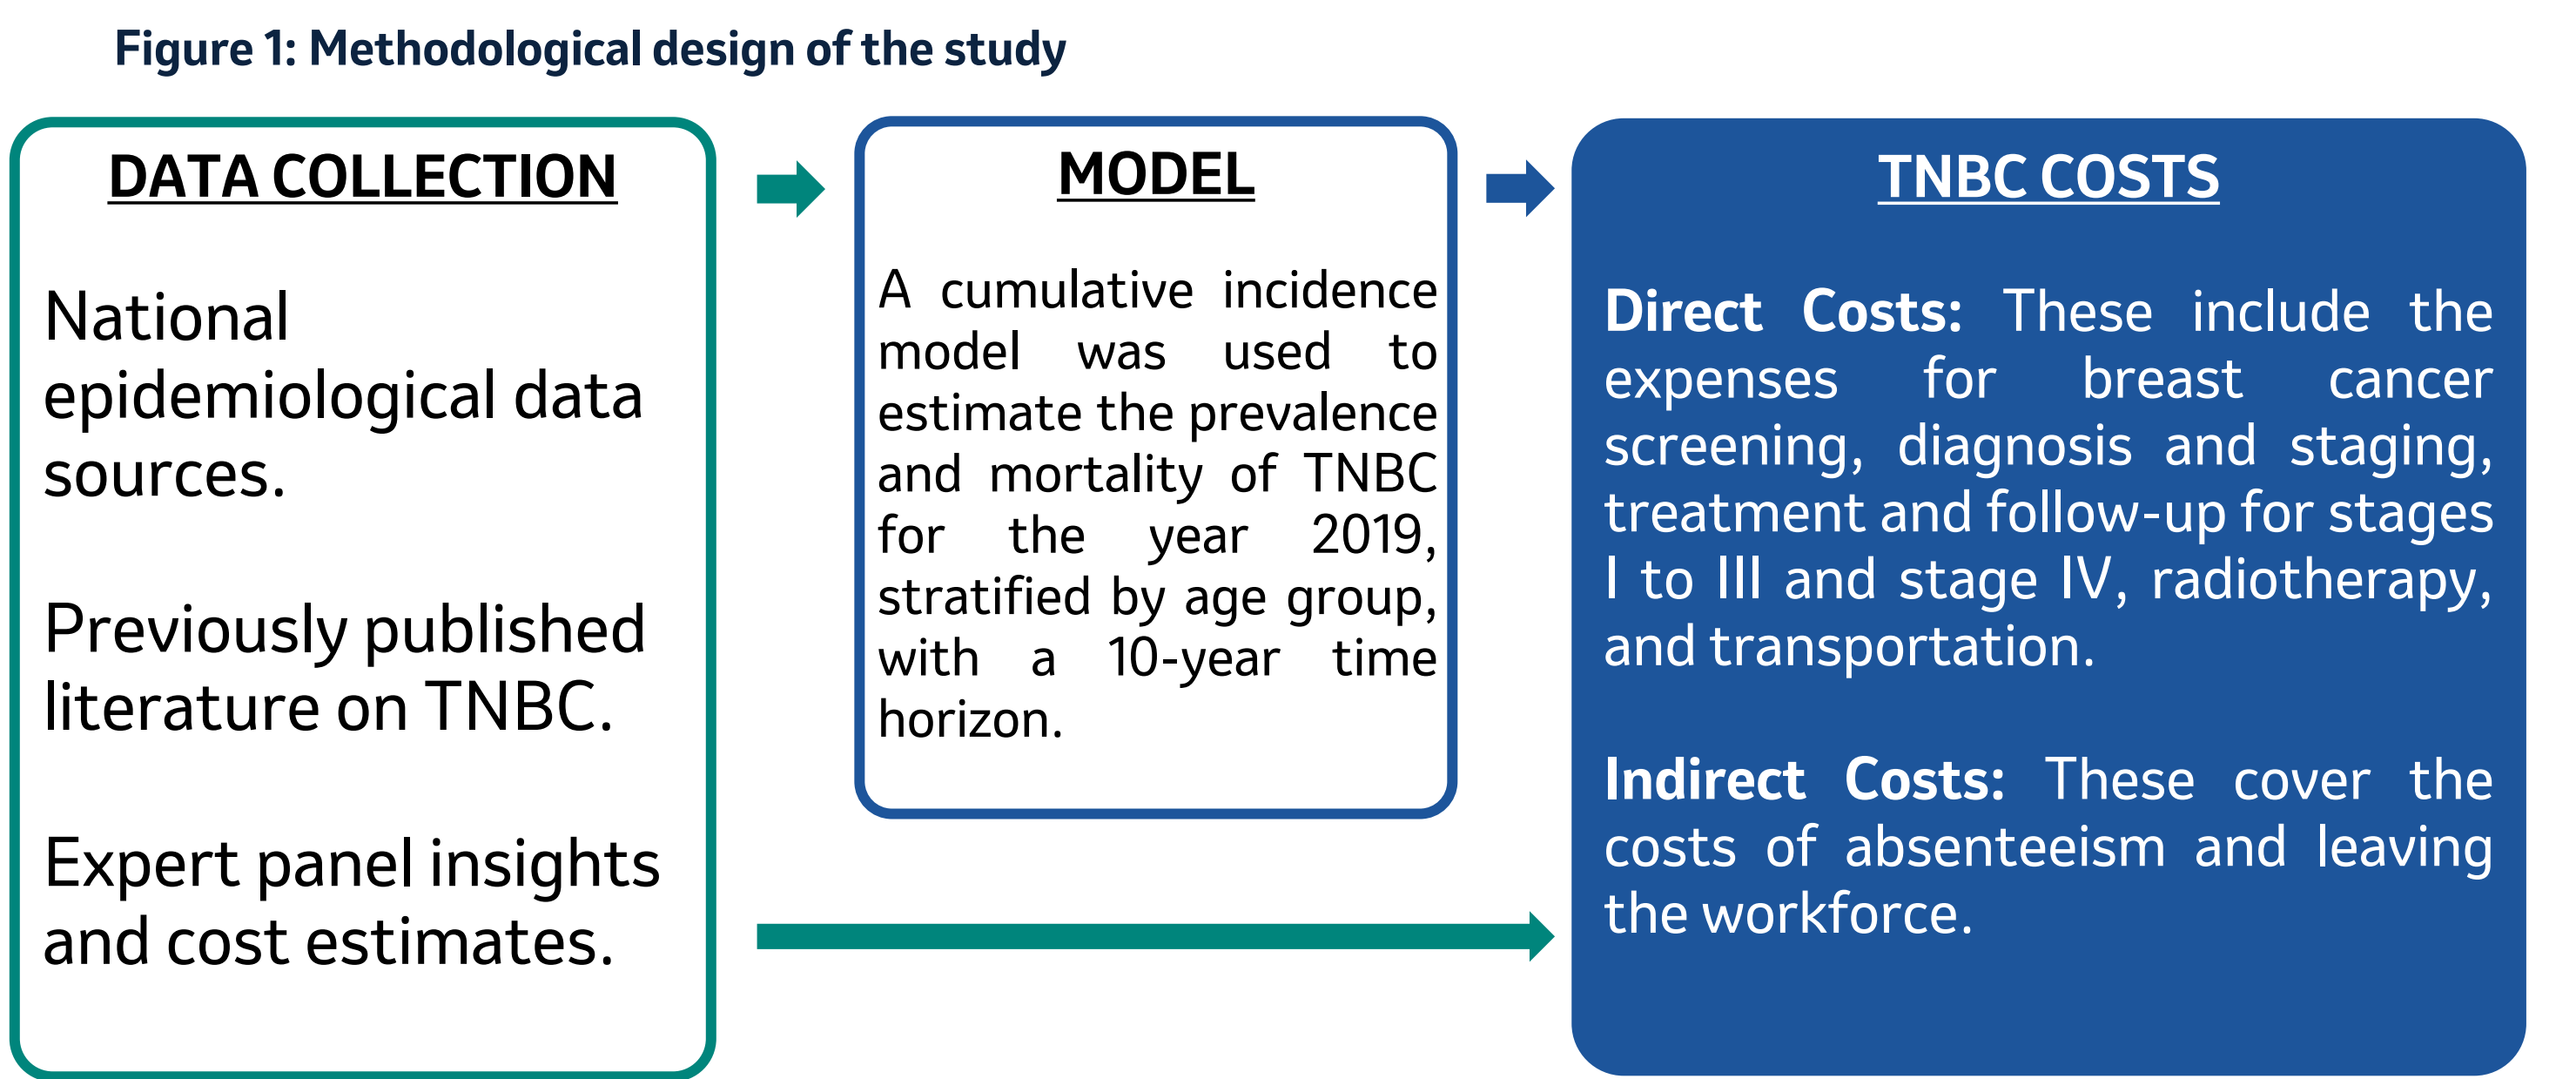 Figure 1: Methodological design of the study
DATA COLLECTION
National
epidemiological data
sources.
Previously published
literature on TNBC.
Expert panel insights
and cost estimates.
MODEL
A cumulative incidence
model was used to
estimate the prevalence
and mortality of TNBC
for the year 2019,
stratified by age group,
with a 10-year time
horizon.
TNBC COSTS
Direct Costs: These include the
expenses for breast cancer
screening, diagnosis and staging,
treatment and follow-up for stages
I to III and stage IV, radiotherapy,
and transportation.
Indirect Costs: These cover the
costs of absenteeism and leaving
the workforce.